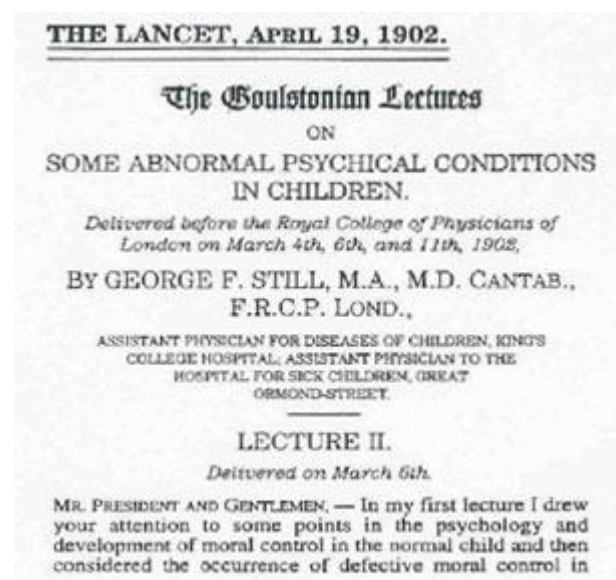 THE LANCET, APRIL 19, 1902.
The Goulstonian Lectures
ON
SOME ABNORMAL PSYCHICAL CONDITIONS
IN CHILDREN.
Delivered before the Royal College of Physicians of
London on March 4th, 6th, and 11th, 1902,
BY GEORGE F. STILL, M.A., M.D. CANTAB.,
F.R.C.P. LOND.,
ASSISTANT PHYSICIAN FOR DISEASES OF CHILDREN, KING'S
COLLEGE HOSPITAL; ASSISTANT PHYSICIAN TO THE
HOSPITAL FOR SICK CHILDREN, GREAT
ORMOND-STREET.
LECTURE II.
Delivered on March 6th.
MR. PRESIDENT AND GENTLEMEN, — In my first lecture I drew
your attention to some points in the psychology and
development of moral control in the normal child and then
considered the occurrence of defective moral control in